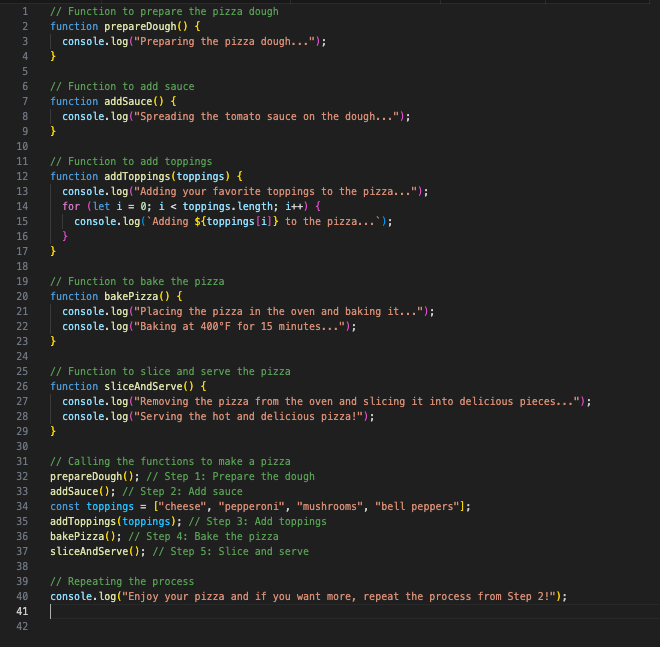 1 // Function to prepare the pizza dough
2 function prepareDough() {
3   console.log("Preparing the pizza dough...");
4 }
5
6 // Function to add sauce
7 function addSauce() {
8   console.log("Spreading the tomato sauce on the dough...");
9 }
10
11 // Function to add toppings
12 function addToppings(toppings) {
13   console.log("Adding your favorite toppings to the pizza...");
14   for (let i = 0; i < toppings.length; i++) {
15     console.log(`Adding ${toppings[i]} to the pizza...`);
16   }
17 }
18
19 // Function to bake the pizza
20 function bakePizza() {
21   console.log("Placing the pizza in the oven and baking it...");
22   console.log("Baking at 400°F for 15 minutes...");
23 }
24
25 // Function to slice and serve the pizza
26 function sliceAndServe() {
27   console.log("Removing the pizza from the oven and slicing it into delicious pieces...");
28   console.log("Serving the hot and delicious pizza!");
29 }
30
31 // Calling the functions to make a pizza
32 prepareDough(); // Step 1: Prepare the dough
33 addSauce(); // Step 2: Add sauce
34 const toppings = ["cheese", "pepperoni", "mushrooms", "bell peppers"];
35 addToppings(toppings); // Step 3: Add toppings
36 bakePizza(); // Step 4: Bake the pizza
37 sliceAndServe(); // Step 5: Slice and serve
38
39 // Repeating the process
40 console.log("Enjoy your pizza and if you want more, repeat the process from Step 2!");
41
42